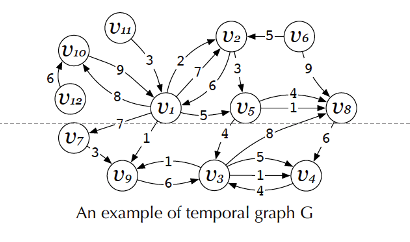 v11
v10 9 3 2 v2 5 v6
7 6 3 9
6 8 v1 5 v5 4 1 v8
v12
v7 7 1 4 8 6
3 v9 1 6 v3 5 1 4 v4
An example of temporal graph G